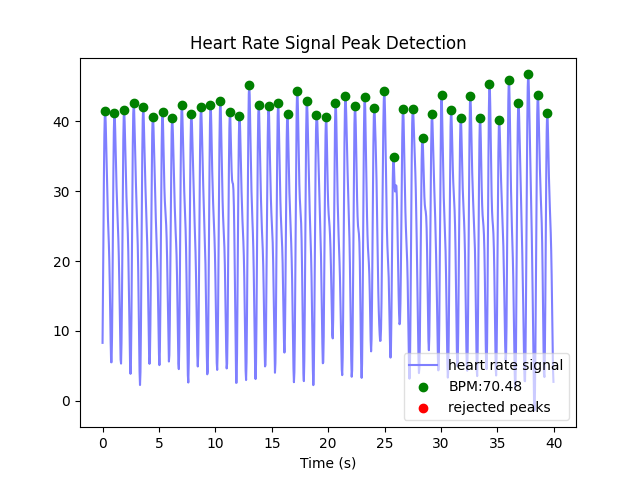 Heart Rate Signal Peak Detection
40
30
20
10
0
heart rate signal
BPM:70.48
rejected peaks
0 5 10 15 20 25 30 35 40
Time (s)